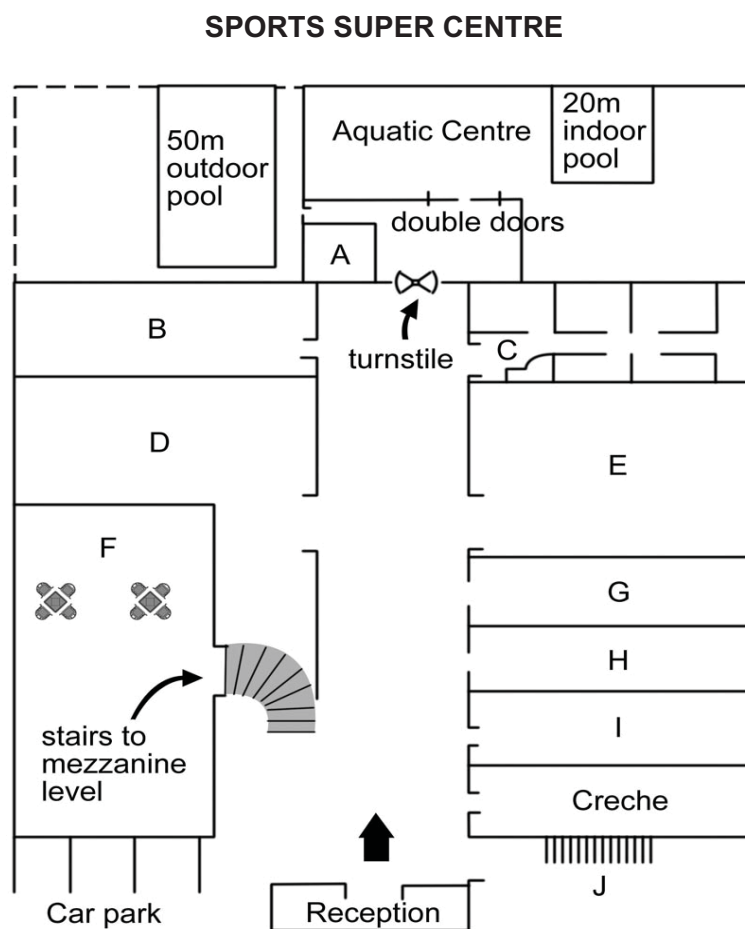 SPORTS SUPER CENTRE
50m
outdoor
pool
Aquatic Centre
20m
indoor
pool
double doors
A
B
turnstile
C
D
E
F
G
H
stairs to
mezzanine
level
I
Creche
J
Car park
Reception